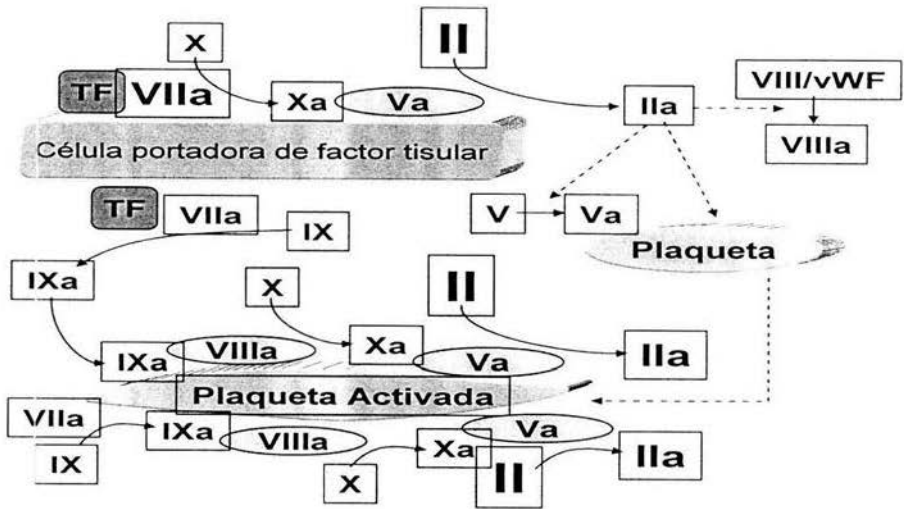 X
II
TF VIIa
Xa Va
IIa
VIII/vWF
VIIIa
Célula portadora de factor tisular
TF VIIa IX
V Va
Plaqueta
IXa
X
II
IXa VIIIa
Xa Va
IIa
Plaqueta Activada
VIIa
IX
IXa VIIIa
X
Xa Va
II
IIa